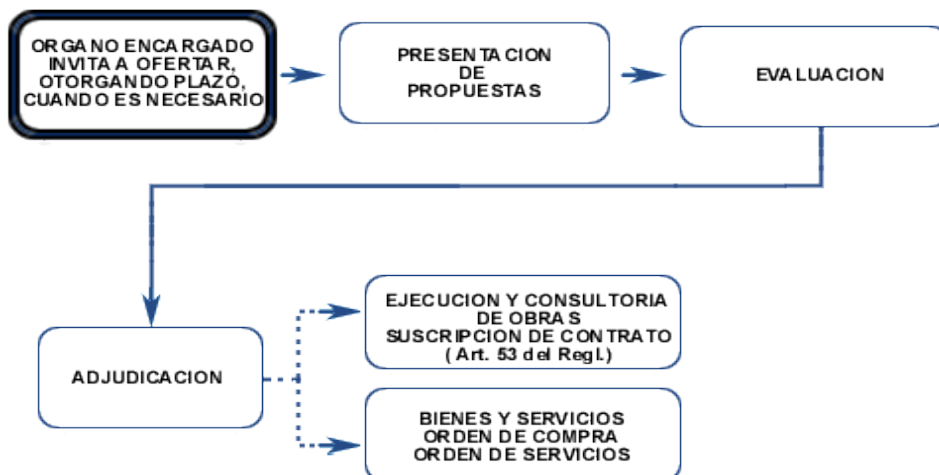 ORGANO ENCARGADO
INVITA A OFERTAR,
OTORGANDO PLAZO,
CUANDO ES NECESARIO
PRESENTACION
DE
PROPUESTAS
EVALUACION
ADJUDICACION
EJECUCION Y CONSULTORIA
DE OBRAS
SUSCRIPCION DE CONTRATO
( Art. 53 del Regl.)
BIENES Y SERVICIOS
ORDEN DE COMPRA
ORDEN DE SERVICIOS